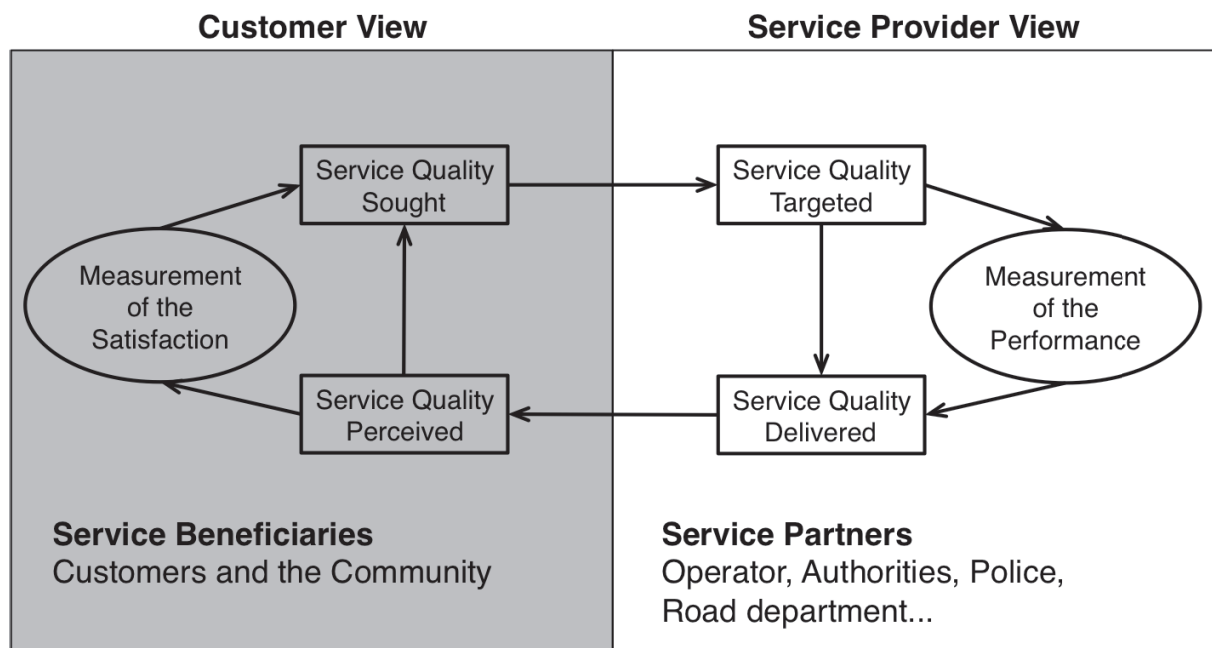 Customer View
Service Provider View
Service Quality
Sought
Service Quality
Targeted
Measurement
of the
Satisfaction
Measurement
of the
Performance
Service Quality
Perceived
Service Quality
Delivered
Service Beneficiaries
Customers and the Community
Service Partners
Operator, Authorities, Police,
Road department...